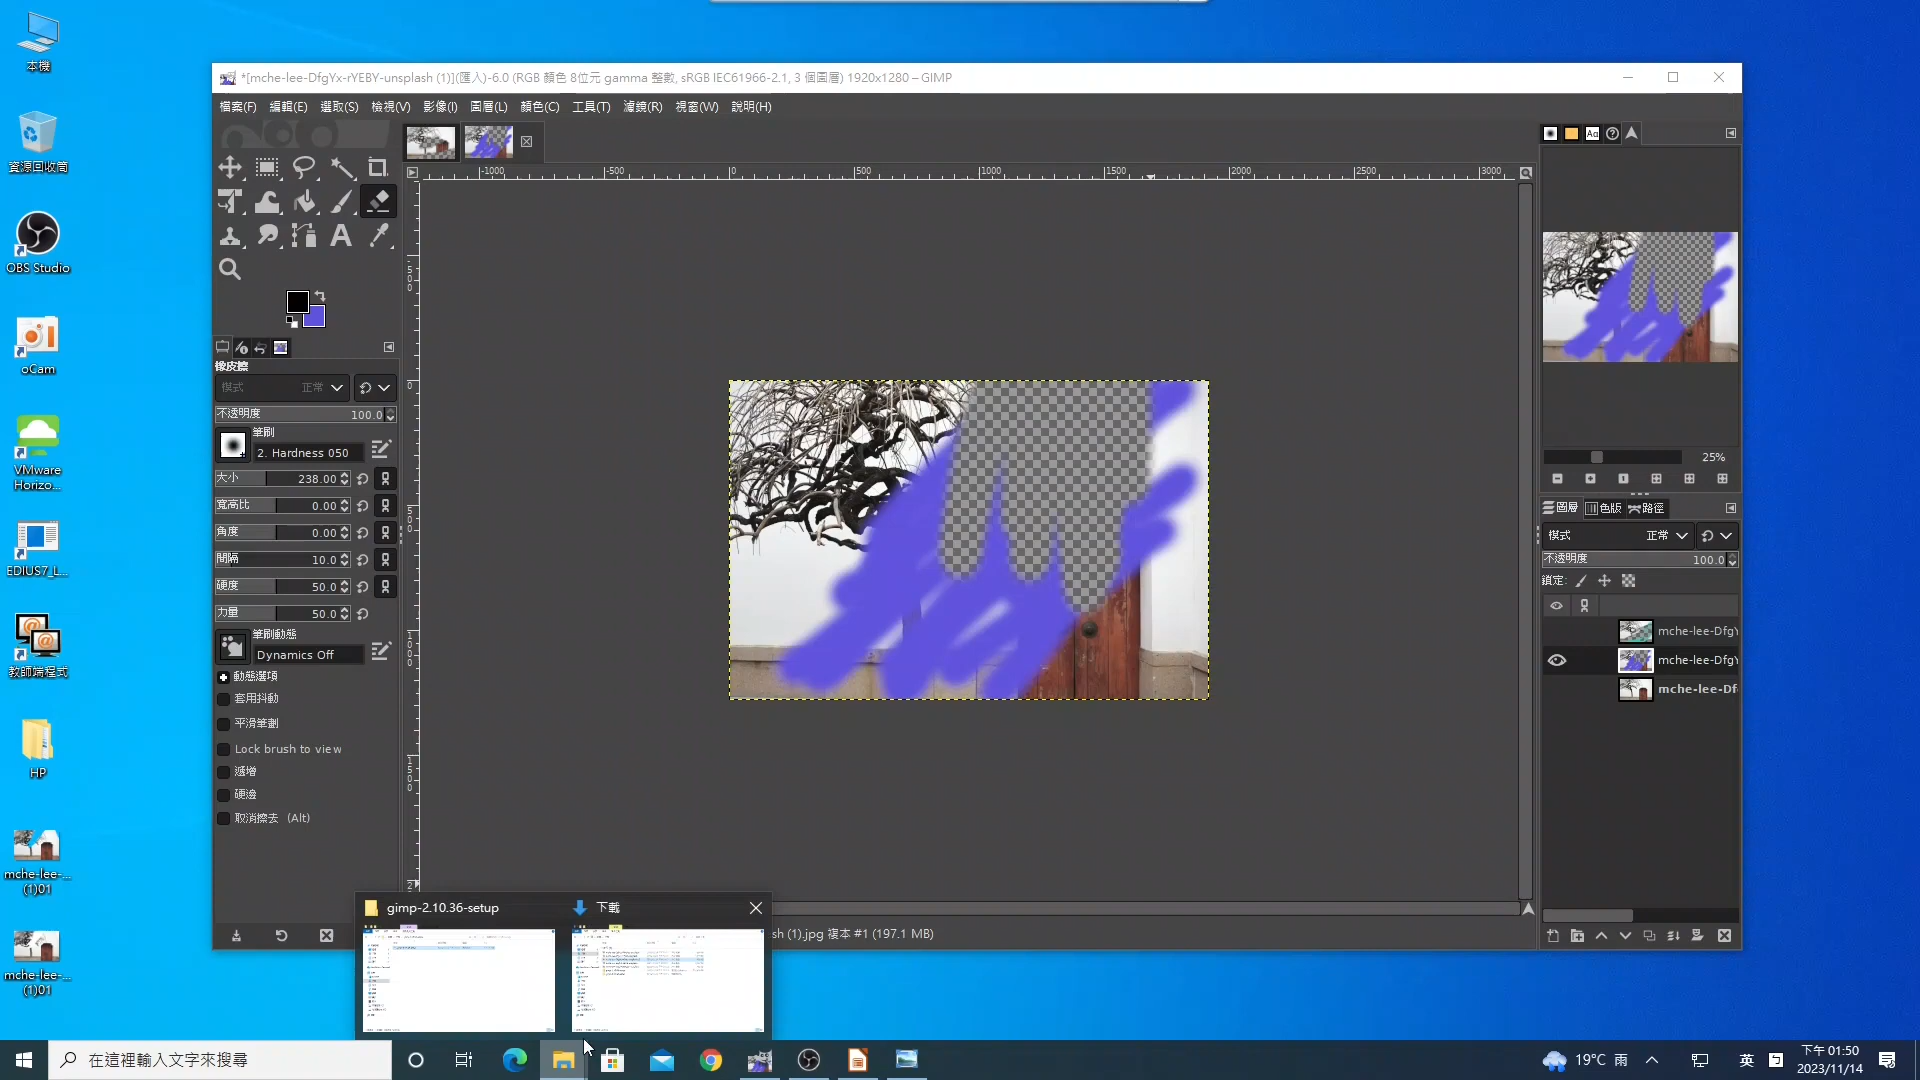 本機
資源回收筒
OBS Studio
oCam
VMware
Horizo...
EDIUS7_L...
教師端程式
HP
mche-lee-...
(1)01
mche-lee-...
(1)01
*[mche-lee-DfgYx-rYEBY-unsplash (1)](匯入)-6.0 (RGB 顏色 8位元 gamma 整數, sRGB IEC61966-2.1, 3 個圖層) 1920x1280 – GIMP
檔案(F) 編輯(E) 選取(S) 檢視(V) 影像(I) 圖層(L) 顏色(C) 工具(T) 濾鏡(R) 視窗(W) 說明(H)
-1000 -500 0 500 1000 1500 2000 2500 3000
橡皮擦
模式 正常
不透明度 100.0
筆刷
2. Hardness 050
大小 238.00
寬高比 0.00
角度 0.00
間隔 10.0
硬度 50.0
力量 50.0
筆刷動態
Dynamics Off
動態選項
套用抖動
平滑筆劃
Lock brush to view
遞增
硬邊
取消擦去 (Alt)
25%
圖層 色版 路徑
模式 正常
不透明度 100.0
鎖定:
mche-lee-DfgY
mche-lee-DfgY
mche-lee-Df
sh (1).jpg 複本 #1 (197.1 MB)
gimp-2.10.36-setup
下載
在這裡輸入文字來搜尋
19°C 雨
英
下午 01:50
2023/11/14